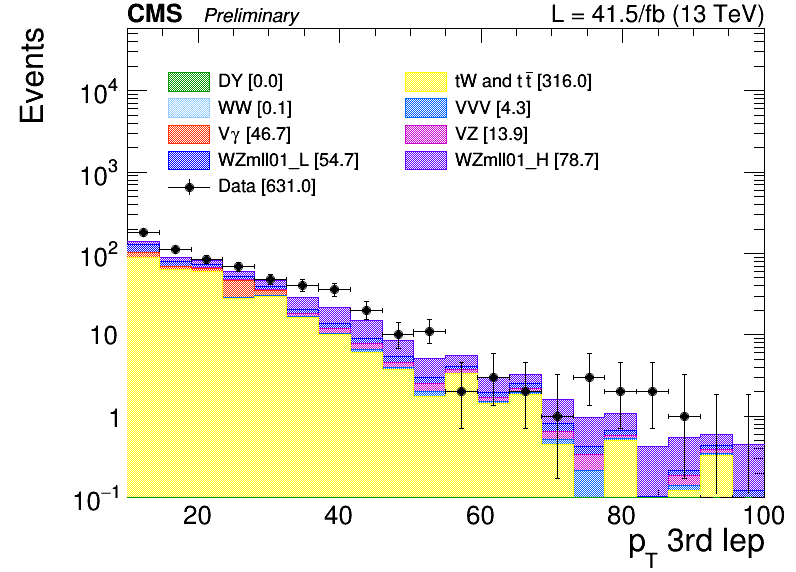 CMS Preliminary L = 41.5/fb (13 TeV)
Events
DY [0.0] tW and tt̄ [316.0]
WW [0.1] VVV [4.3]
Vγ [46.7] VZ [13.9]
WZmll01_L [54.7] WZmll01_H [78.7]
Data [631.0]
10⁴
10³
10²
10
1
10⁻¹
20 40 60 80 100
p_T 3rd lep